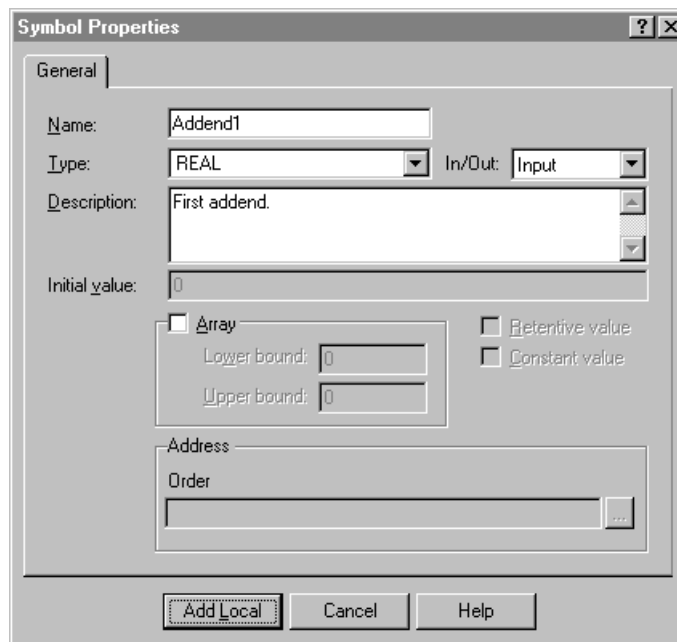 Symbol Properties
General
Name: Addend1
Type: REAL In/Out: Input
Description: First addend.
Initial value: 0
Array Retentive value
Lower bound: 0 Constant value
Upper bound: 0
Address
Order
...
Add Local Cancel Help